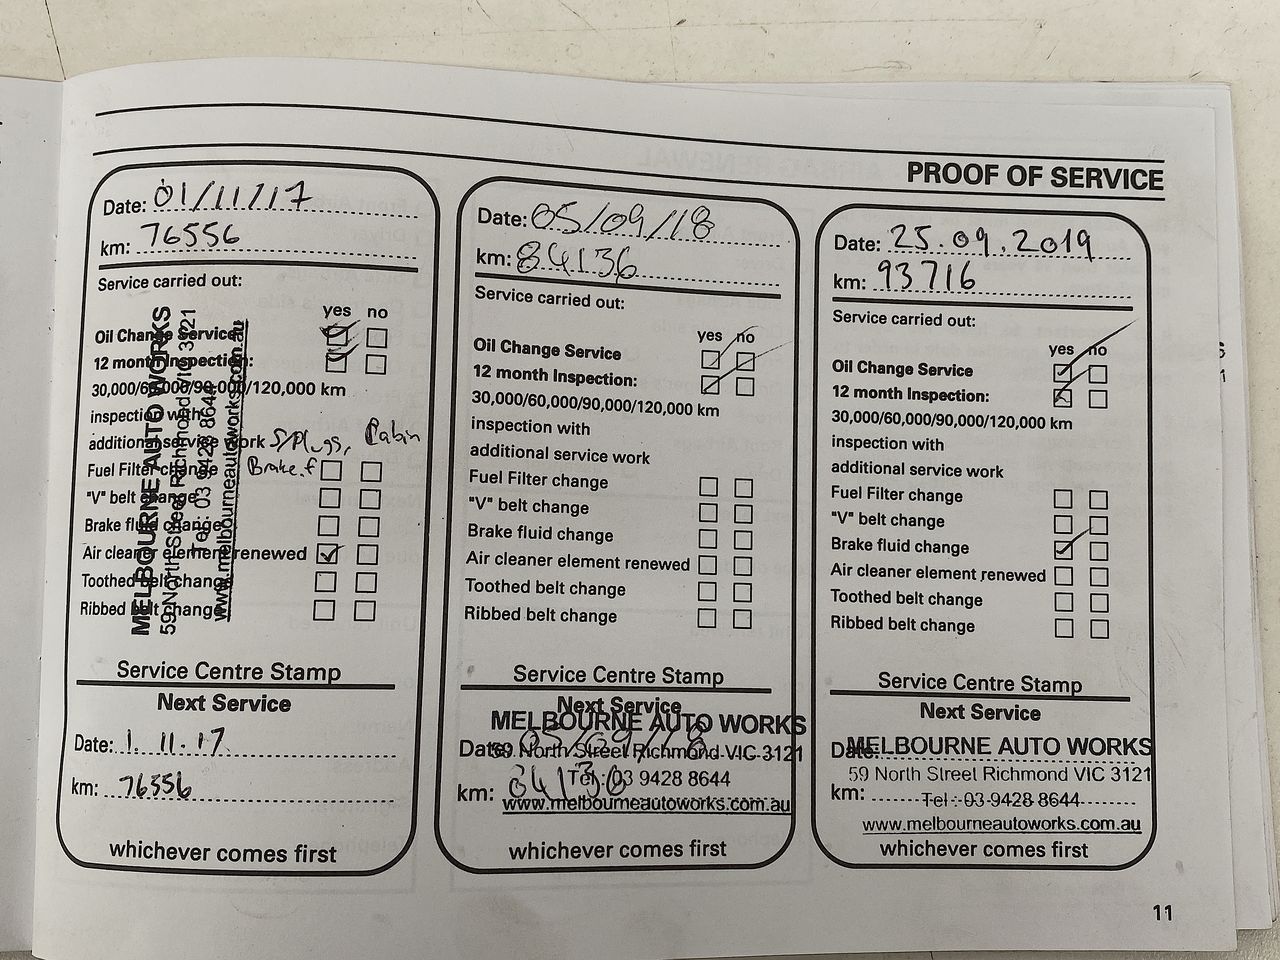 PROOF OF SERVICE
Date: 01/11/17
km: 76556
Service carried out:
yes no
Oil Change Service
12 month Inspection:
30,000/60,000/90,000/120,000 km
inspection with
additional service work S/Plugs, Cabin
Fuel Filter change Brake.f
"V" belt change
Brake fluid change
Air cleaner element renewed
Toothed belt change
Ribbed belt change
MELBOURNE AUTO WORKS
59 North Street Richmond VIC 3121
Tel: 03 9428 8644
www.melbourneautoworks.com.au
Service Centre Stamp
Next Service
Date: 1.11.17
km: 76556
whichever comes first
Date: 05/09/18
km: 84136
Service carried out:
yes no
Oil Change Service
12 month Inspection:
30,000/60,000/90,000/120,000 km
inspection with
additional service work
Fuel Filter change
"V" belt change
Brake fluid change
Air cleaner element renewed
Toothed belt change
Ribbed belt change
Service Centre Stamp
Next Service
MELBOURNE AUTO WORKS
Date: 05/09/18
59 North Street Richmond VIC 3121
Tel: 03 9428 8644
km: 84136
www.melbourneautoworks.com.au
whichever comes first
Date: 25.09.2019
km: 93716
Service carried out:
yes no
Oil Change Service
12 month Inspection:
30,000/60,000/90,000/120,000 km
inspection with
additional service work
Fuel Filter change
"V" belt change
Brake fluid change
Air cleaner element renewed
Toothed belt change
Ribbed belt change
Service Centre Stamp
Next Service
Date:
MELBOURNE AUTO WORKS
59 North Street Richmond VIC 3121
km:
Tel: 03 9428 8644
www.melbourneautoworks.com.au
whichever comes first
11